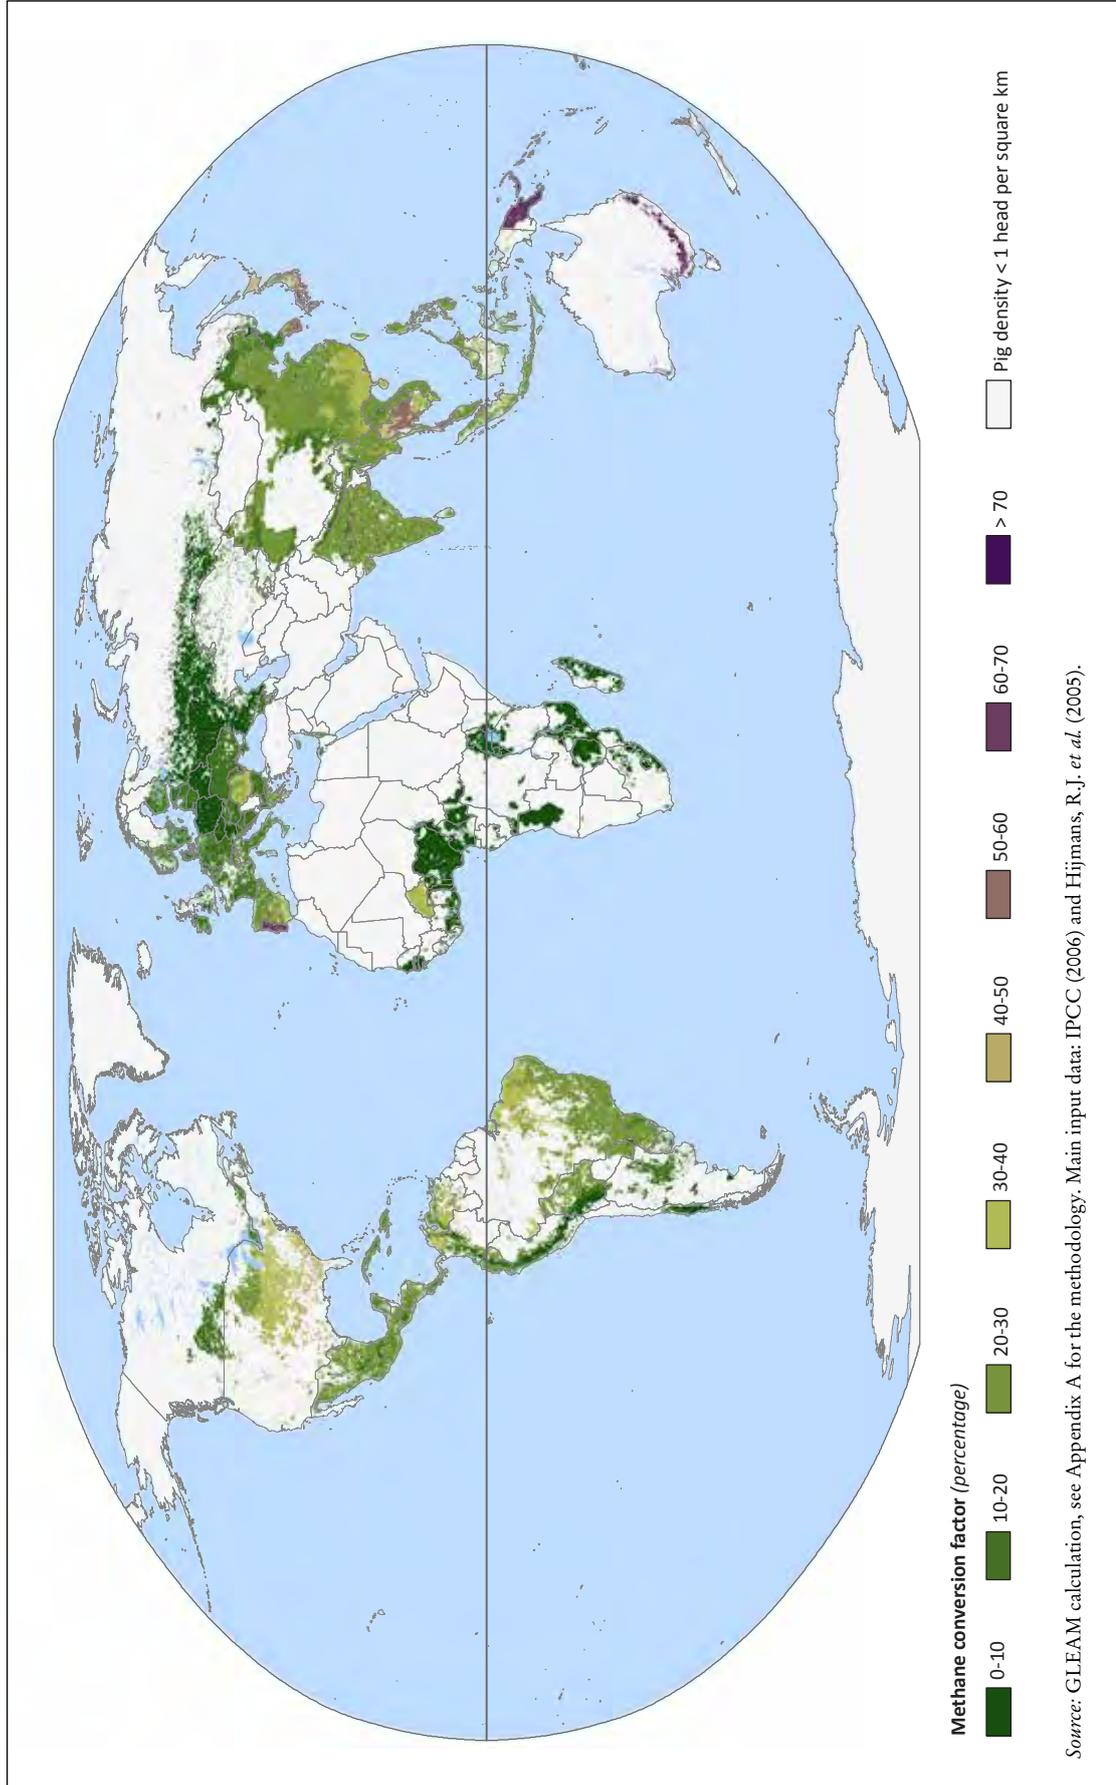 Methane conversion factor (percentage)
0-10
10-20
20-30
30-40
40-50
50-60
60-70
> 70
Pig density < 1 head per square km
Source: GLEAM calculation, see Appendix A for the methodology. Main input data: IPCC (2006) and Hijmans, R.J. et al. (2005).